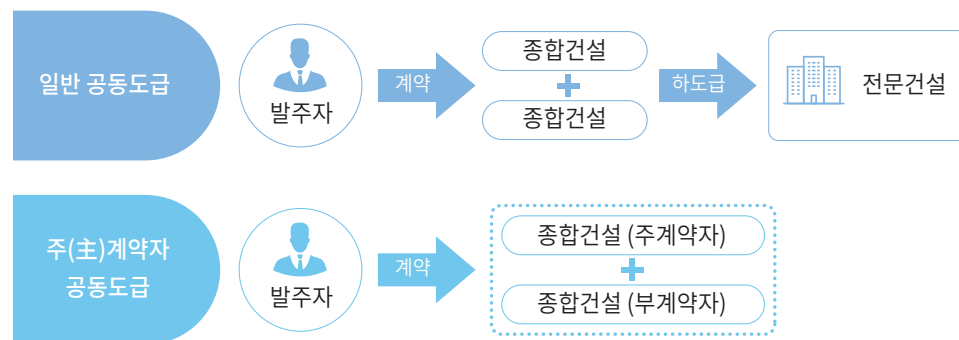 일반 공동도급
발주자
계약
종합건설
종합건설
하도급
전문건설
주(主)계약자
공동도급
발주자
계약
종합건설 (주계약자)
종합건설 (부계약자)